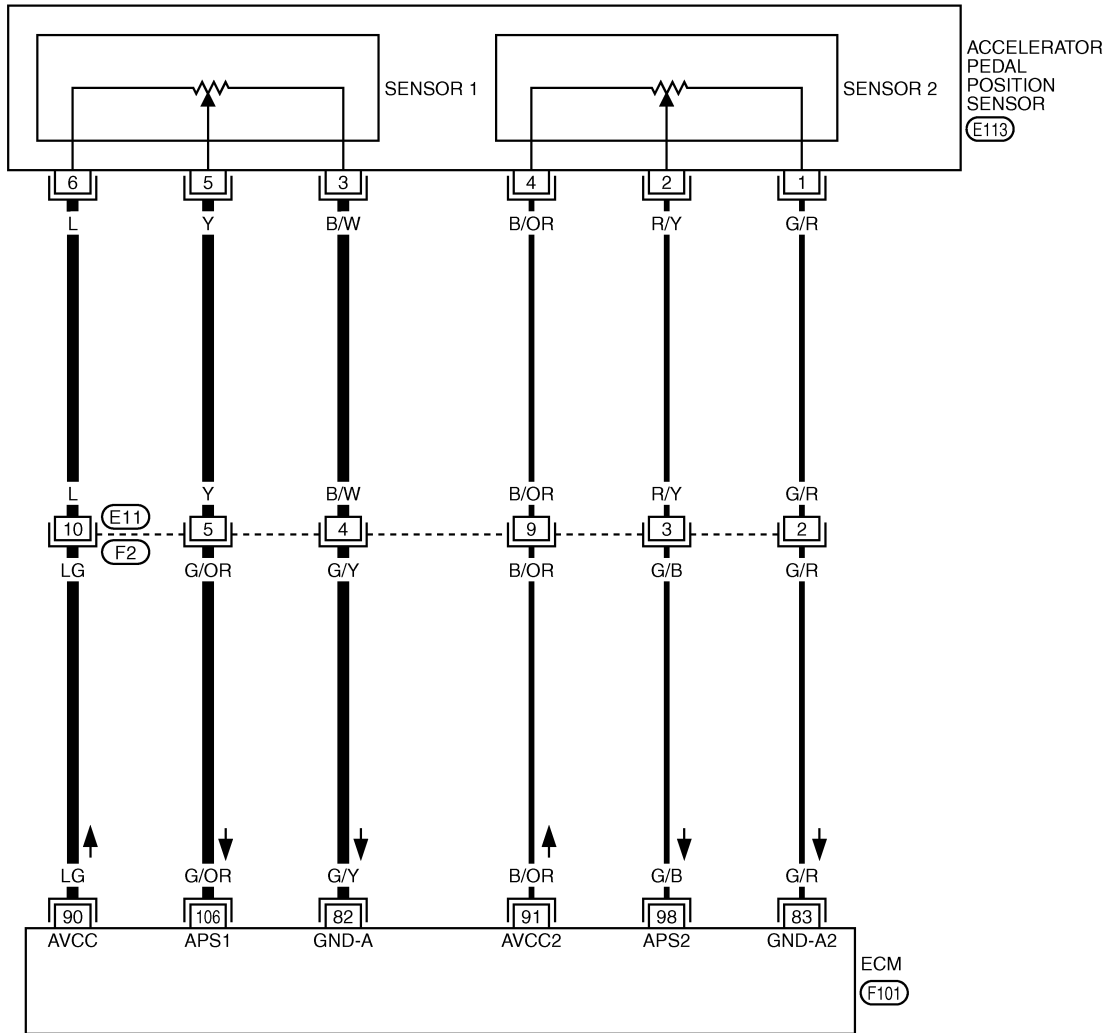 ACCELERATOR
PEDAL
POSITION
SENSOR
E113
SENSOR 1
SENSOR 2
6 5 3 4 2 1
L Y B/W B/OR R/Y G/R
L Y B/W B/OR R/Y G/R
E11
10 5 4 9 3 2
F2
LG G/OR G/Y B/OR G/B G/R
LG G/OR G/Y B/OR G/B G/R
90 106 82 91 98 83
AVCC APS1 GND-A AVCC2 APS2 GND-A2
ECM
F101